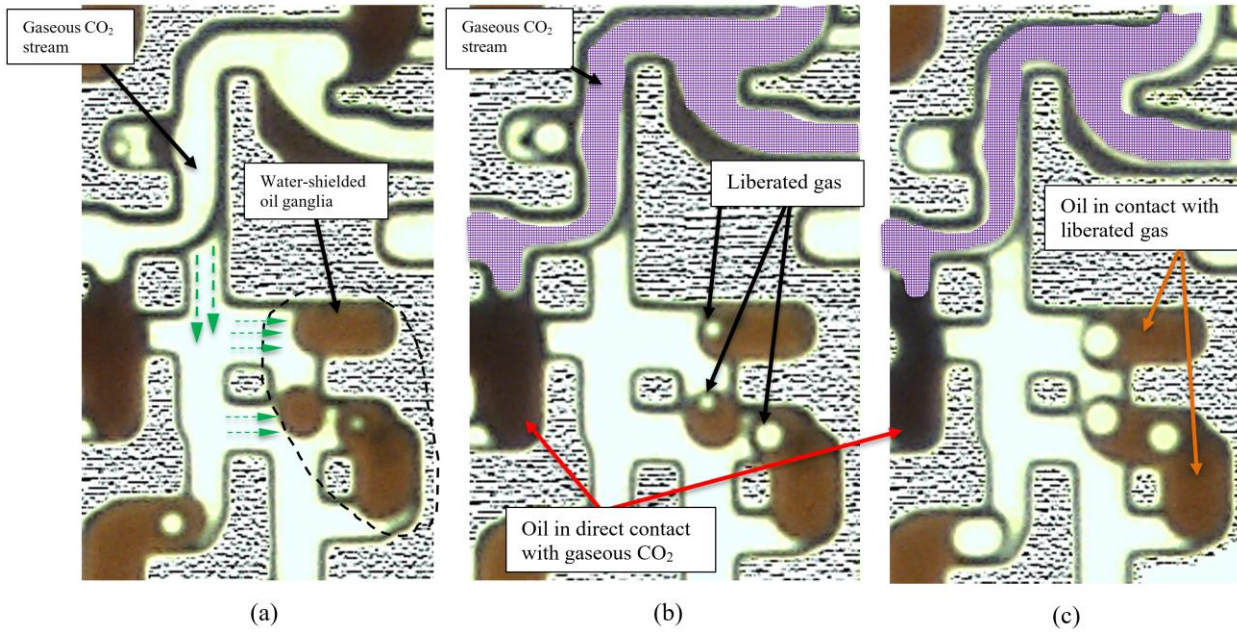 Gaseous CO₂
stream
Water-shielded
oil ganglia
(a)
Gaseous CO₂
stream
Liberated gas
Oil in direct contact
with gaseous CO₂
(b)
Oil in contact with
liberated gas
(c)